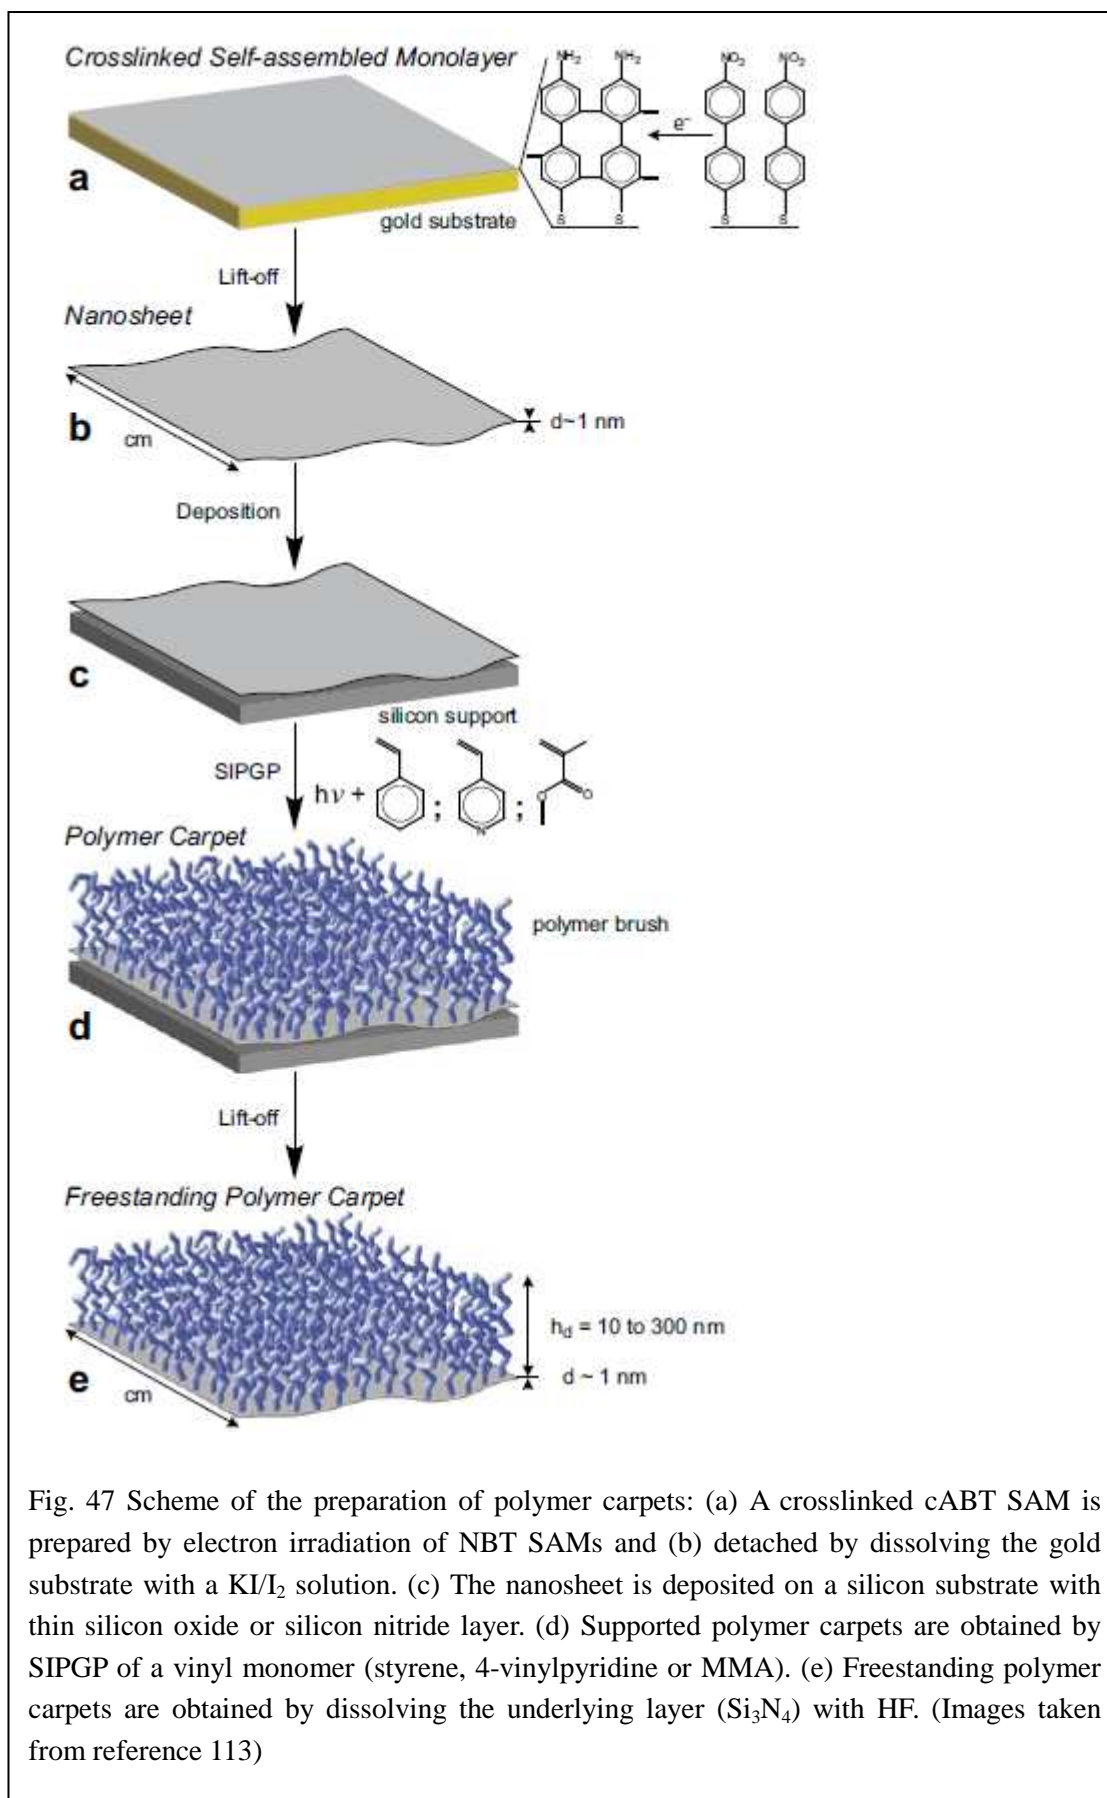 Crosslinked Self-assembled Monolayer
NH2 NH2 NO2 NO2
e-
a
S S S S
gold substrate
Lift-off
Nanosheet
b
cm
d~1 nm
Deposition
c
silicon support
SIPGP
hν + ; ;
N
O O
Polymer Carpet
polymer brush
d
Lift-off
Freestanding Polymer Carpet
hd = 10 to 300 nm
e
cm
d ~ 1 nm
Fig. 47 Scheme of the preparation of polymer carpets: (a) A crosslinked cABT SAM is
prepared by electron irradiation of NBT SAMs and (b) detached by dissolving the gold
substrate with a KI/I2 solution. (c) The nanosheet is deposited on a silicon substrate with
thin silicon oxide or silicon nitride layer. (d) Supported polymer carpets are obtained by
SIPGP of a vinyl monomer (styrene, 4-vinylpyridine or MMA). (e) Freestanding polymer
carpets are obtained by dissolving the underlying layer (Si3N4) with HF. (Images taken
from reference 113)